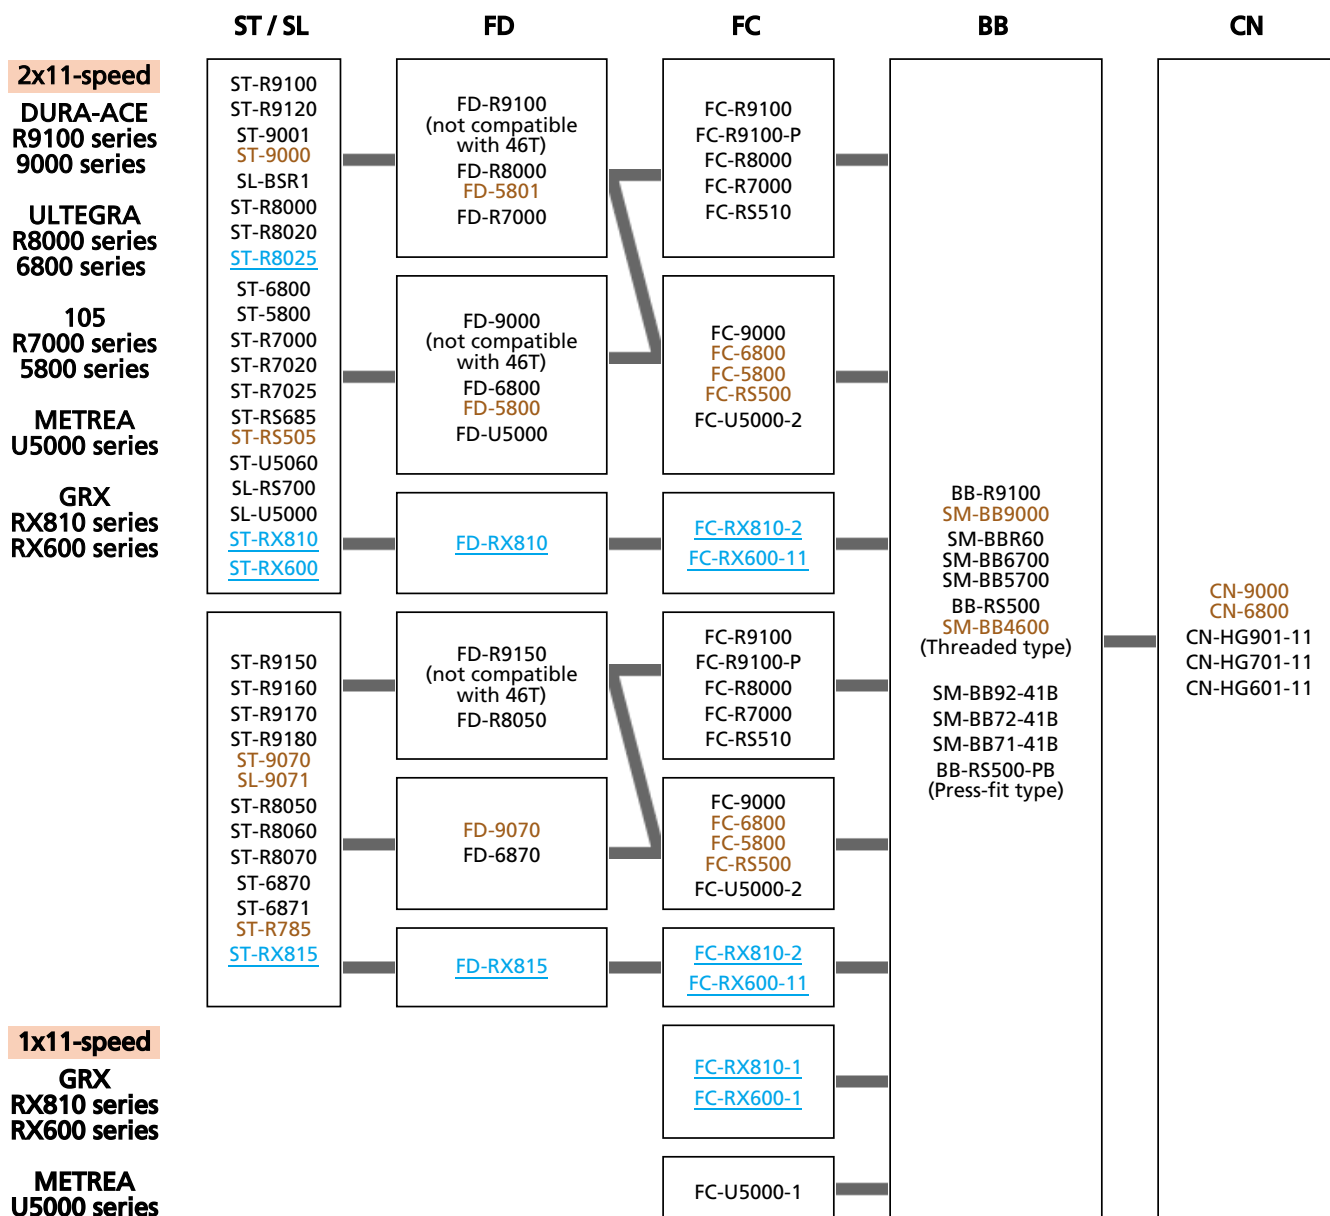 ST / SL
FD
FC
BB
CN
2x11-speed
DURA-ACE
R9100 series
9000 series
ULTEGRA
R8000 series
6800 series
105
R7000 series
5800 series
METREA
U5000 series
GRX
RX810 series
RX600 series
ST-R9100
ST-R9120
ST-9001
ST-9000
SL-BSR1
ST-R8000
ST-R8020
ST-R8025
ST-6800
ST-5800
ST-R7000
ST-R7020
ST-R7025
ST-RS685
ST-RS505
ST-U5060
SL-RS700
SL-U5000
ST-RX810
ST-RX600
FD-R9100
(not compatible
with 46T)
FD-R8000
FD-5801
FD-R7000
FD-9000
(not compatible
with 46T)
FD-6800
FD-5800
FD-U5000
FD-RX810
FC-R9100
FC-R9100-P
FC-R8000
FC-R7000
FC-RS510
FC-9000
FC-6800
FC-5800
FC-RS500
FC-U5000-2
FC-RX810-2
FC-RX600-11
ST-R9150
ST-R9160
ST-R9170
ST-R9180
ST-9070
SL-9071
ST-R8050
ST-R8060
ST-R8070
ST-6870
ST-6871
ST-R785
ST-RX815
FD-R9150
(not compatible
with 46T)
FD-R8050
FD-9070
FD-6870
FD-RX815
FC-R9100
FC-R9100-P
FC-R8000
FC-R7000
FC-RS510
FC-9000
FC-6800
FC-5800
FC-RS500
FC-U5000-2
FC-RX810-2
FC-RX600-11
BB-R9100
SM-BB9000
SM-BBR60
SM-BB6700
SM-BB5700
BB-RS500
SM-BB4600
(Threaded type)
SM-BB92-41B
SM-BB72-41B
SM-BB71-41B
BB-RS500-PB
(Press-fit type)
CN-9000
CN-6800
CN-HG901-11
CN-HG701-11
CN-HG601-11
1x11-speed
GRX
RX810 series
RX600 series
FC-RX810-1
FC-RX600-1
METREA
U5000 series
FC-U5000-1